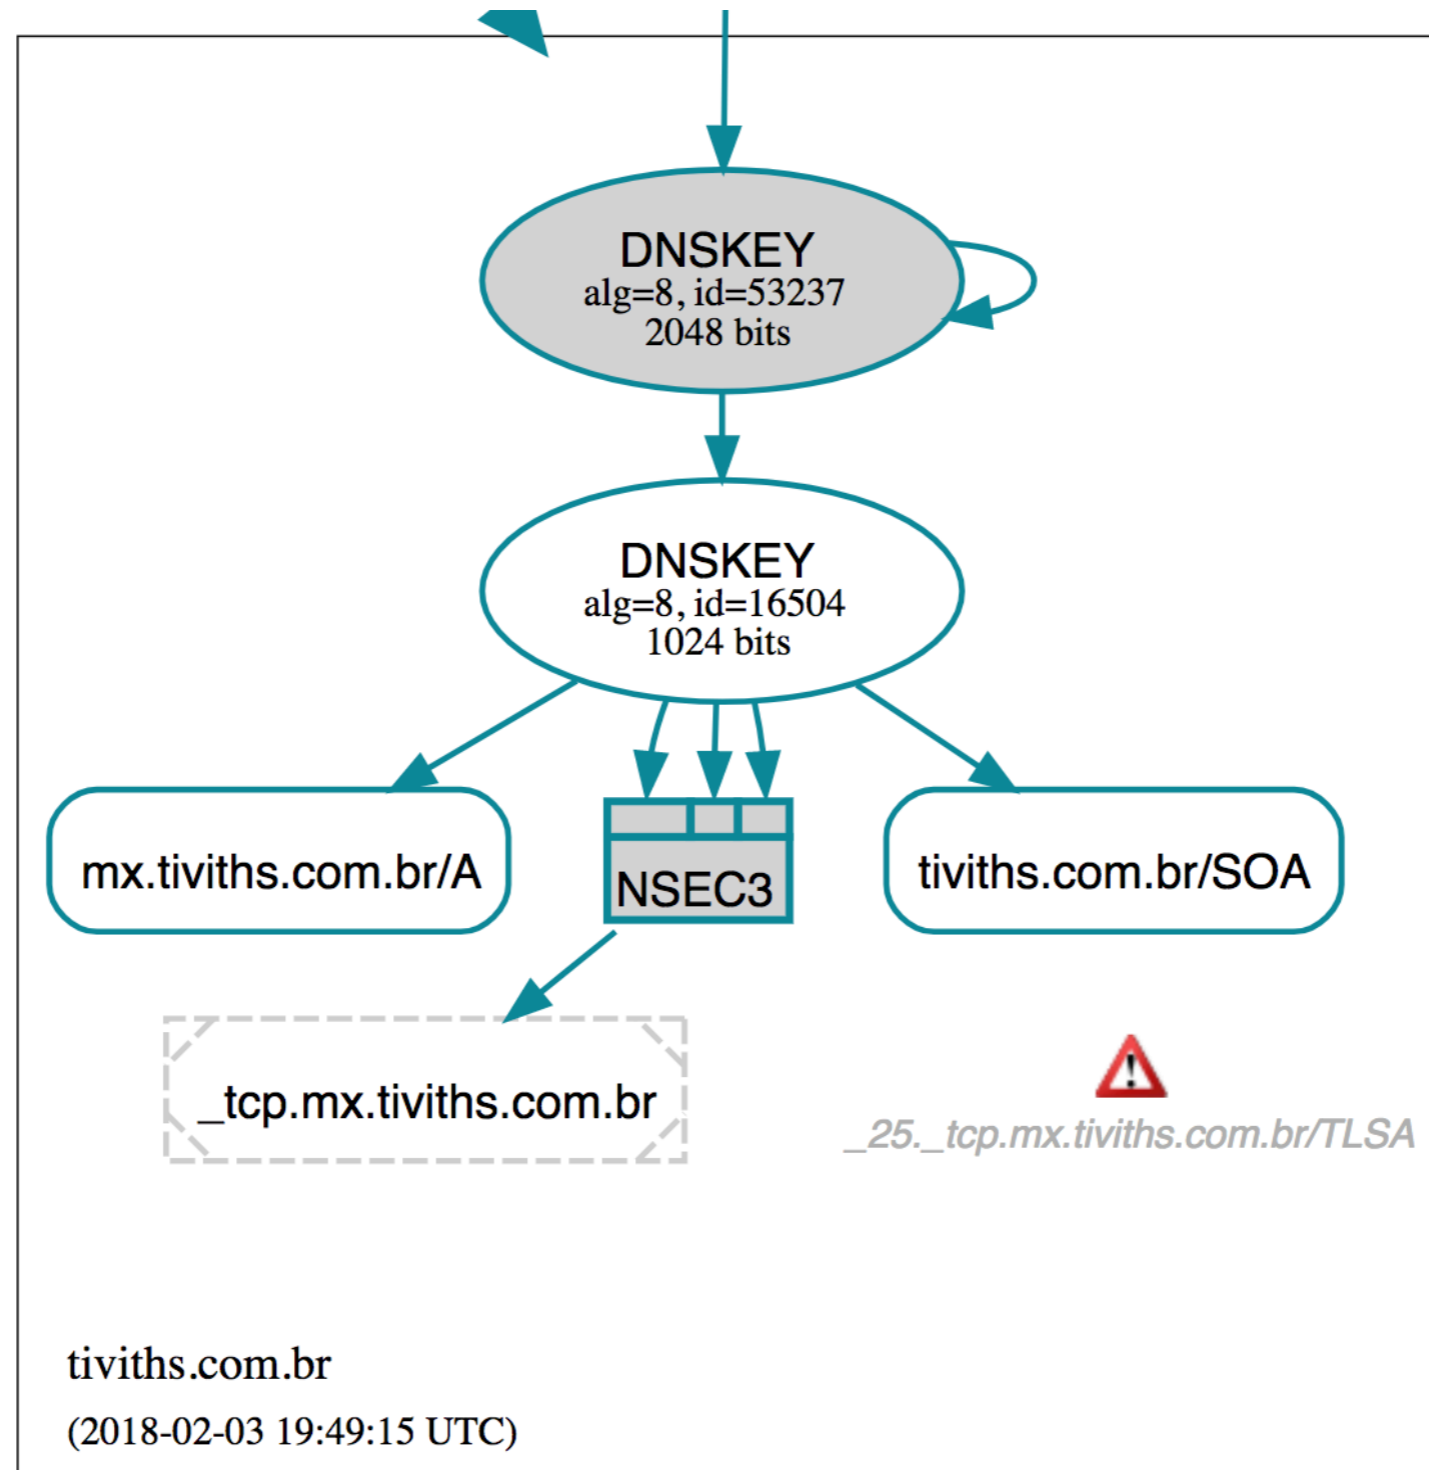 DNSKEY
alg=8, id=53237
2048 bits
DNSKEY
alg=8, id=16504
1024 bits
mx.tiviths.com.br/A
NSEC3
tiviths.com.br/SOA
_tcp.mx.tiviths.com.br
_25._tcp.mx.tiviths.com.br/TLSA
tiviths.com.br
(2018-02-03 19:49:15 UTC)